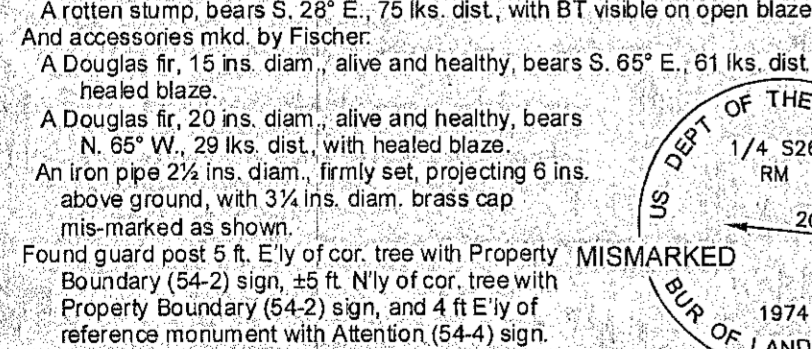 A rotten stump, bears S. 28° E., 75 lks. dist., with BT visible on open blaze
And accessories mkd. by Fischer:
A Douglas fir, 15 ins. diam., alive and healthy, bears S. 65° E., 61 lks. dist.
healed blaze.
A Douglas fir, 20 ins. diam., alive and healthy, bears
N. 65° W., 29 lks. dist., with healed blaze.
An iron pipe 2½ ins. diam., firmly set, projecting 6 ins.
above ground, with 3¼ ins. diam. brass cap
mis-marked as shown.
Found guard post 5 ft. E'ly of cor. tree with Property
Boundary (54-2) sign, ±5 ft. N'ly of cor. tree with
Property Boundary (54-2) sign, and 4 ft E'ly of
reference monument with Attention (54-4) sign.
US DEPT OF THE
1/4 S26
RM
MISMARKED
1974
BUR OF LAND